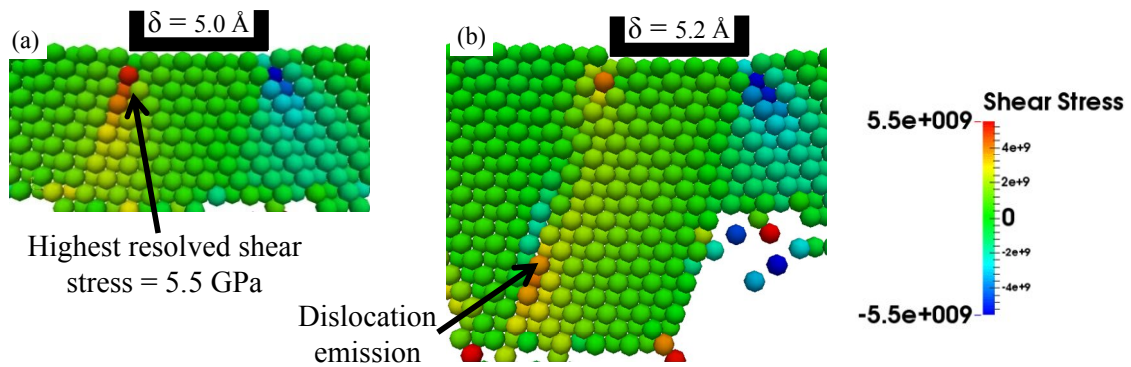 (a)
δ = 5.0 Å
Highest resolved shear
stress = 5.5 GPa
(b)
δ = 5.2 Å
Dislocation
emission
Shear Stress
5.5e+009
4e+9
2e+9
0
-2e+9
-4e+9
-5.5e+009